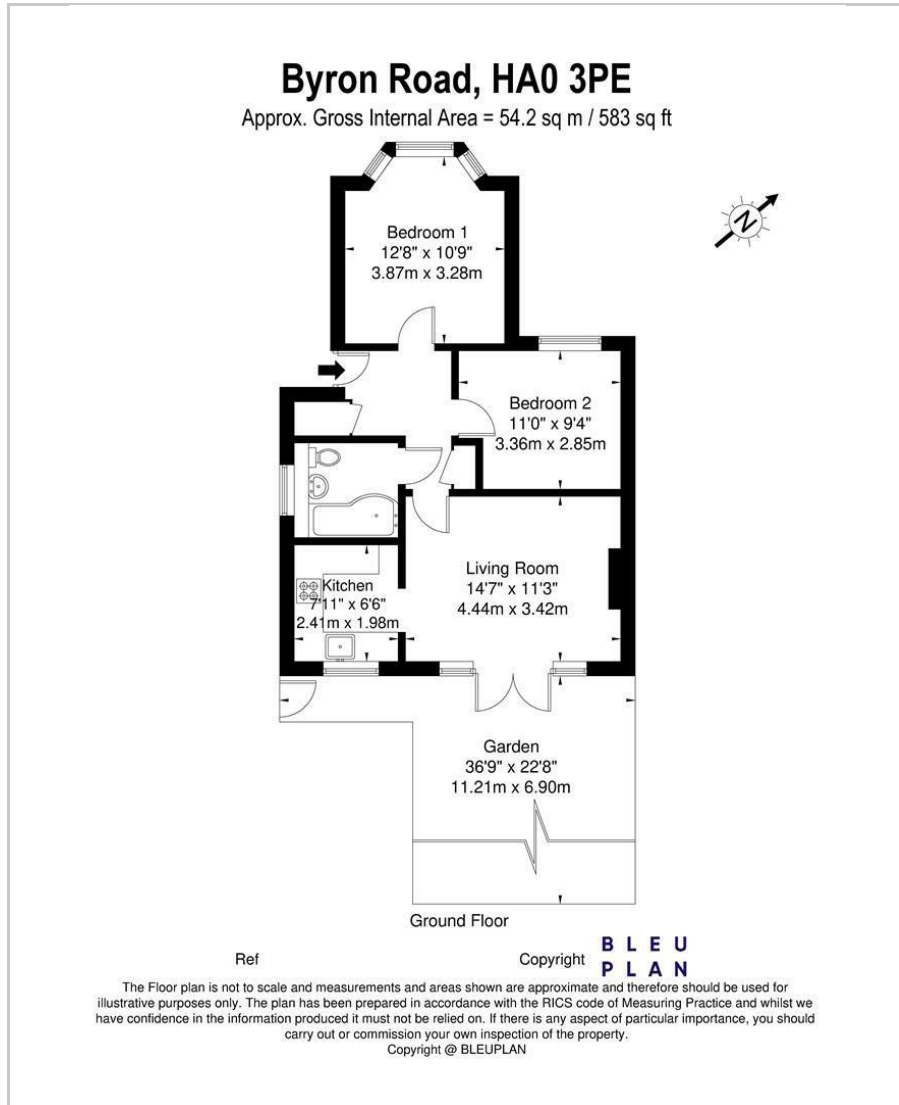 Byron Road, HA0 3PE
Approx. Gross Internal Area = 54.2 sq m / 583 sq ft
N
Bedroom 1
12'8" x 10'9"
3.87m x 3.28m
Bedroom 2
11'0" x 9'4"
3.36m x 2.85m
Living Room
14'7" x 11'3"
4.44m x 3.42m
Kitchen
7'11" x 6'6"
2.41m x 1.98m
Garden
36'9" x 22'8"
11.21m x 6.90m
Ground Floor
Ref
Copyright
BLEU
PLAN
The Floor plan is not to scale and measurements and areas shown are approximate and therefore should be used for
illustrative purposes only. The plan has been prepared in accordance with the RICS code of Measuring Practice and whilst we
have confidence in the information produced it must not be relied on. If there is any aspect of particular importance, you should
carry out or commission your own inspection of the property.
Copyright @ BLEUPLAN